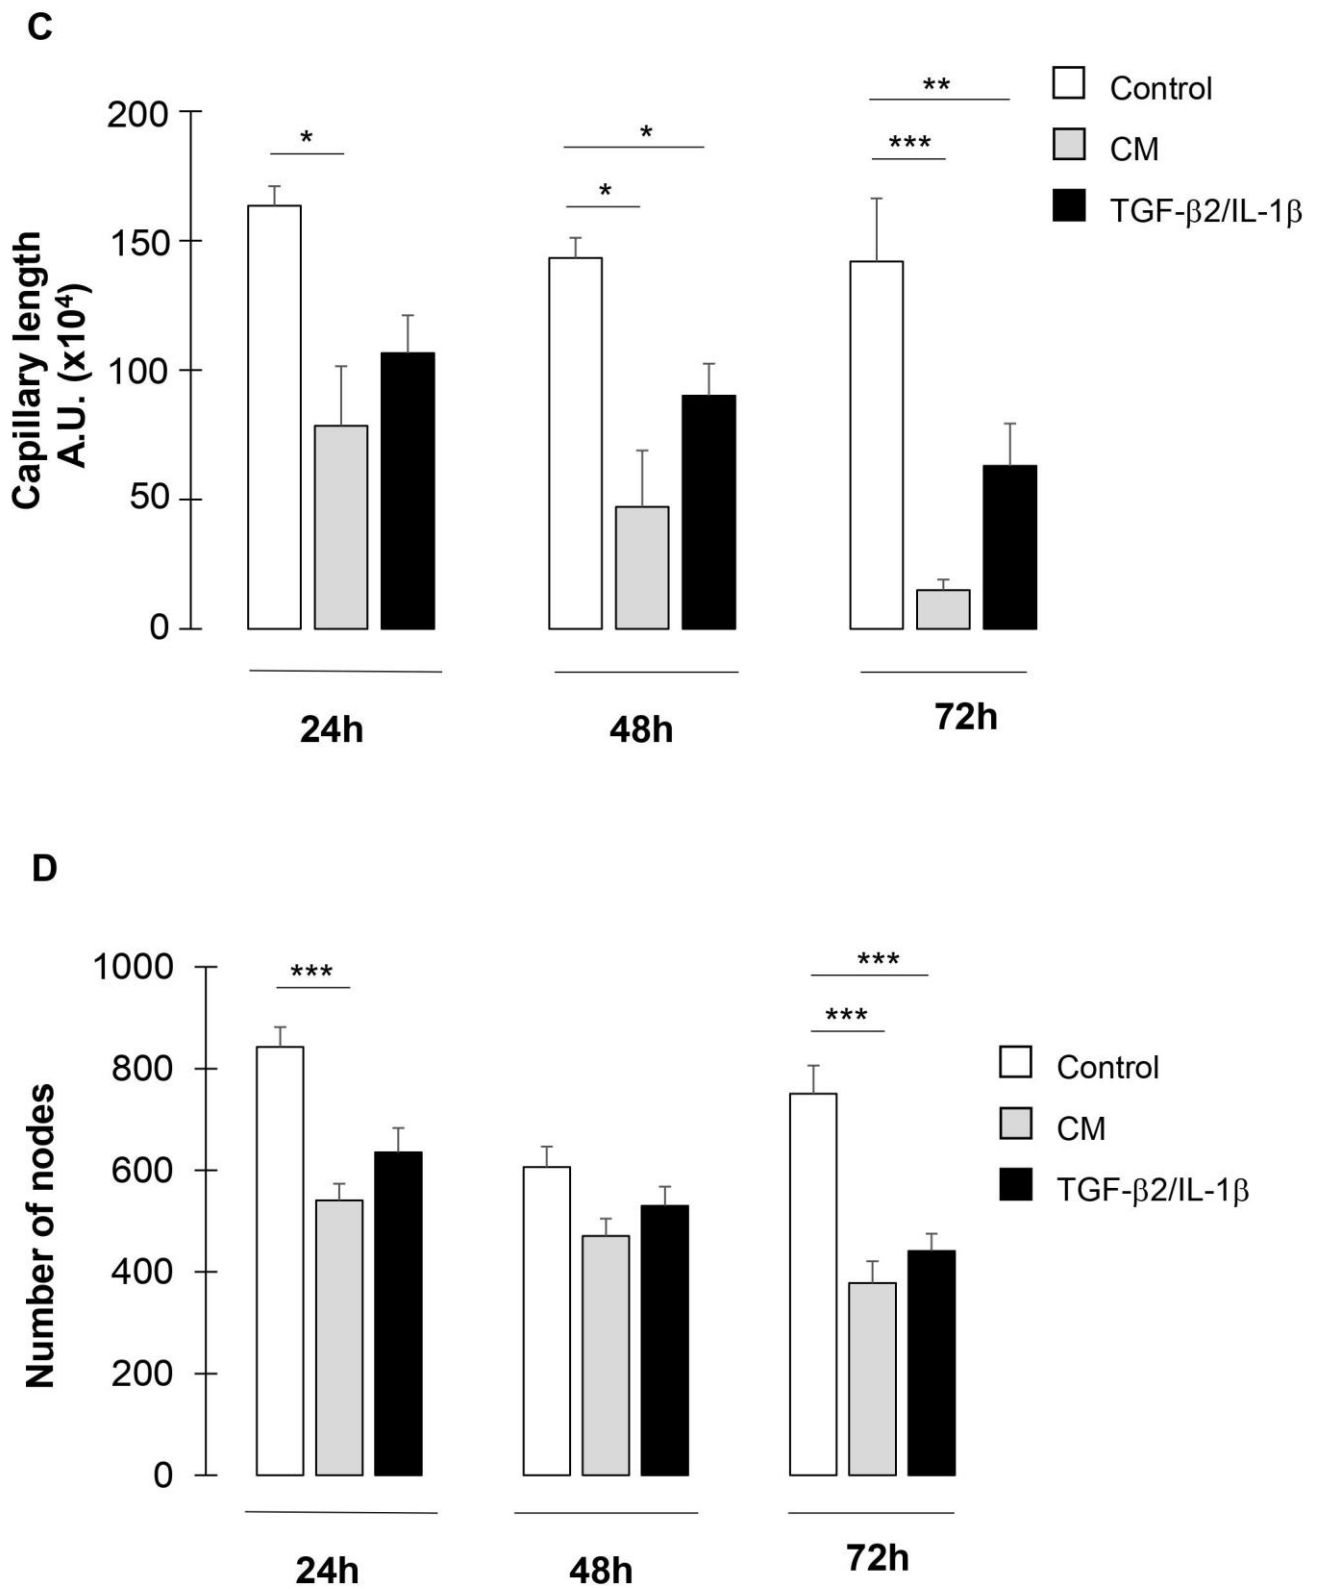 C
Capillary length
A.U. (x10⁴)
200
150
100
50
0
*
*
*
**
***
Control
CM
TGF-β2/IL-1β
24h
48h
72h
D
Number of nodes
1000
800
600
400
200
0
***
***
***
Control
CM
TGF-β2/IL-1β
24h
48h
72h